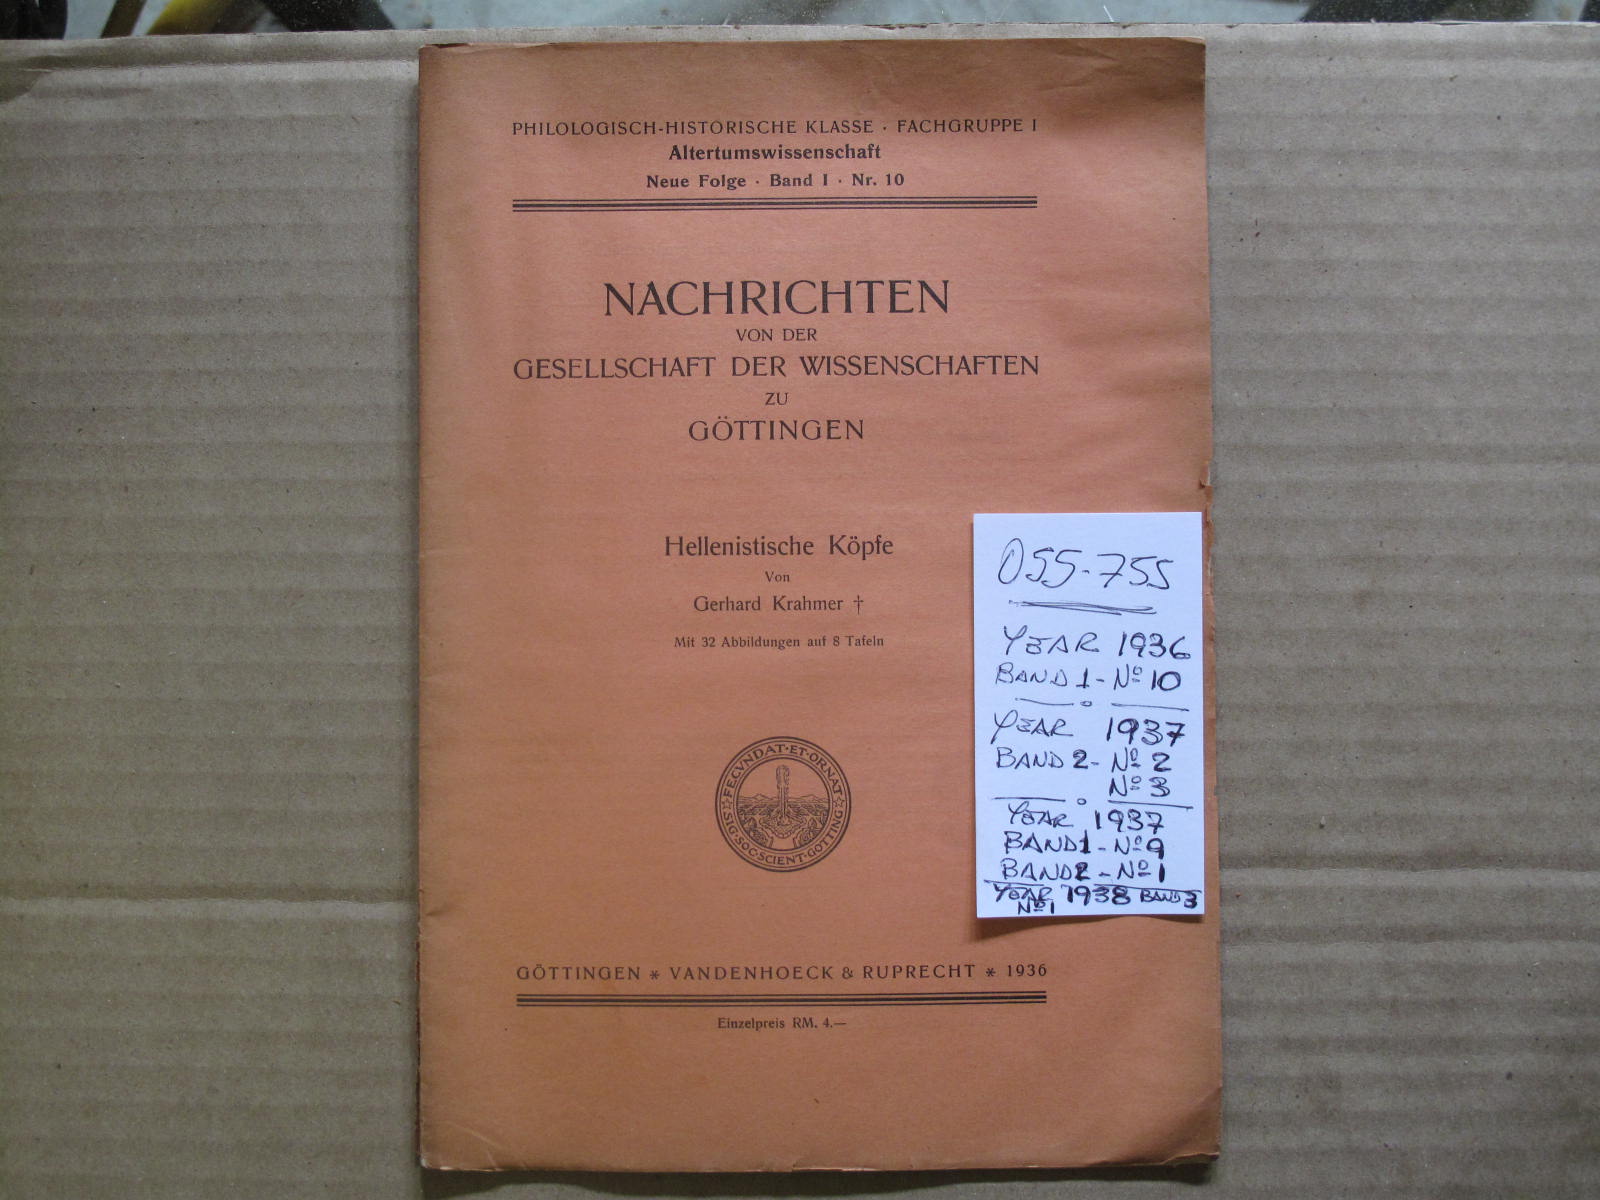 PHILOLOGISCH-HISTORISCHE KLASSE · FACHGRUPPE I
Altertumswissenschaft
Neue Folge · Band I · Nr. 10
NACHRICHTEN
VON DER
GESELLSCHAFT DER WISSENSCHAFTEN
ZU
GÖTTINGEN
Hellenistische Köpfe
Von
Gerhard Krahmer †
Mit 32 Abbildungen auf 8 Tafeln
☆FECVNDAT·ET·ORNAT☆
SIG·SOC·SCIENT·GOTTING·
GÖTTINGEN * VANDENHOECK & RUPRECHT * 1936
Einzelpreis RM. 4.—
055-755
YEAR 1936
BAND 1 - Nº 10
YEAR 1937
BAND 2 - Nº 2
Nº 3
YEAR 1937
BAND 1 - Nº 9
BAND 2 - Nº 1
YEAR 1938 BAND 3
Nº 1